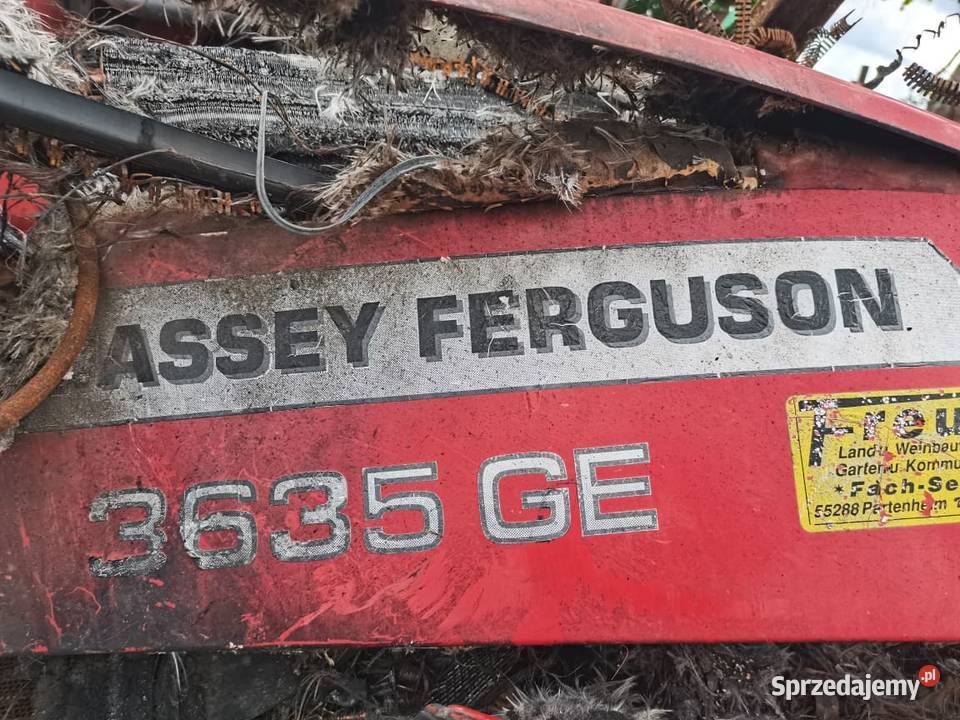 ASSEY FERGUSON
3635 GE
Freu
Land-u Weinbau
Garten-u Kommu
*Fach-Se
55288 Partenheim
Sprzedajemy.pl